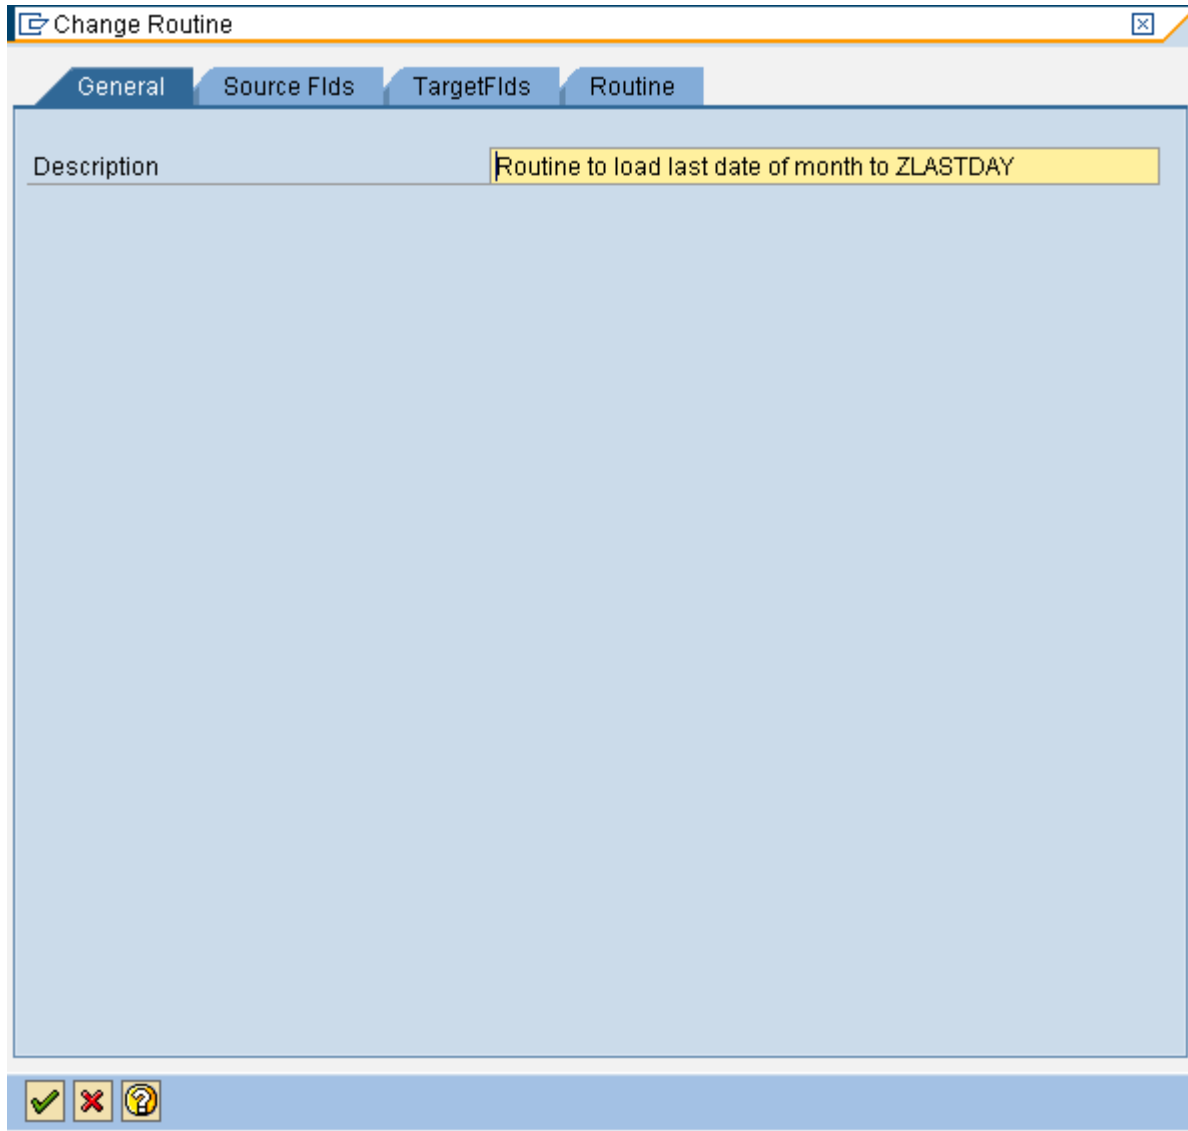 Change Routine
General Source Flds TargetFlds Routine
Description Routine to load last date of month to ZLASTDAY